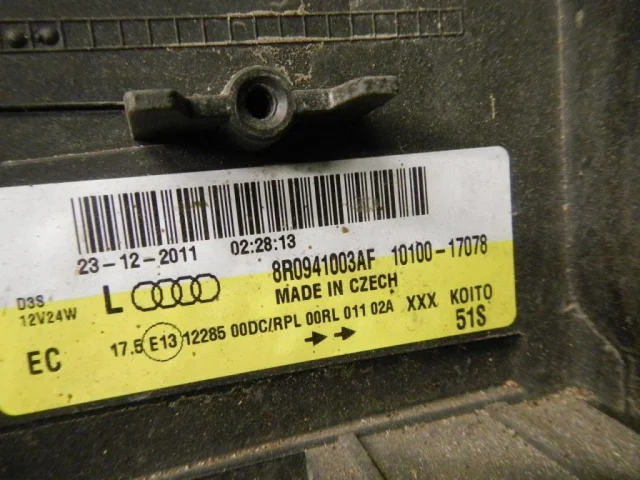 23-12-2011 02:28:13
8R0941003AF 10100-17078
D3S L MADE IN CZECH
12V24W
EC 17.5 E13 12285 00DC/RPL 00RL 011 02A XXX KOITO
51S